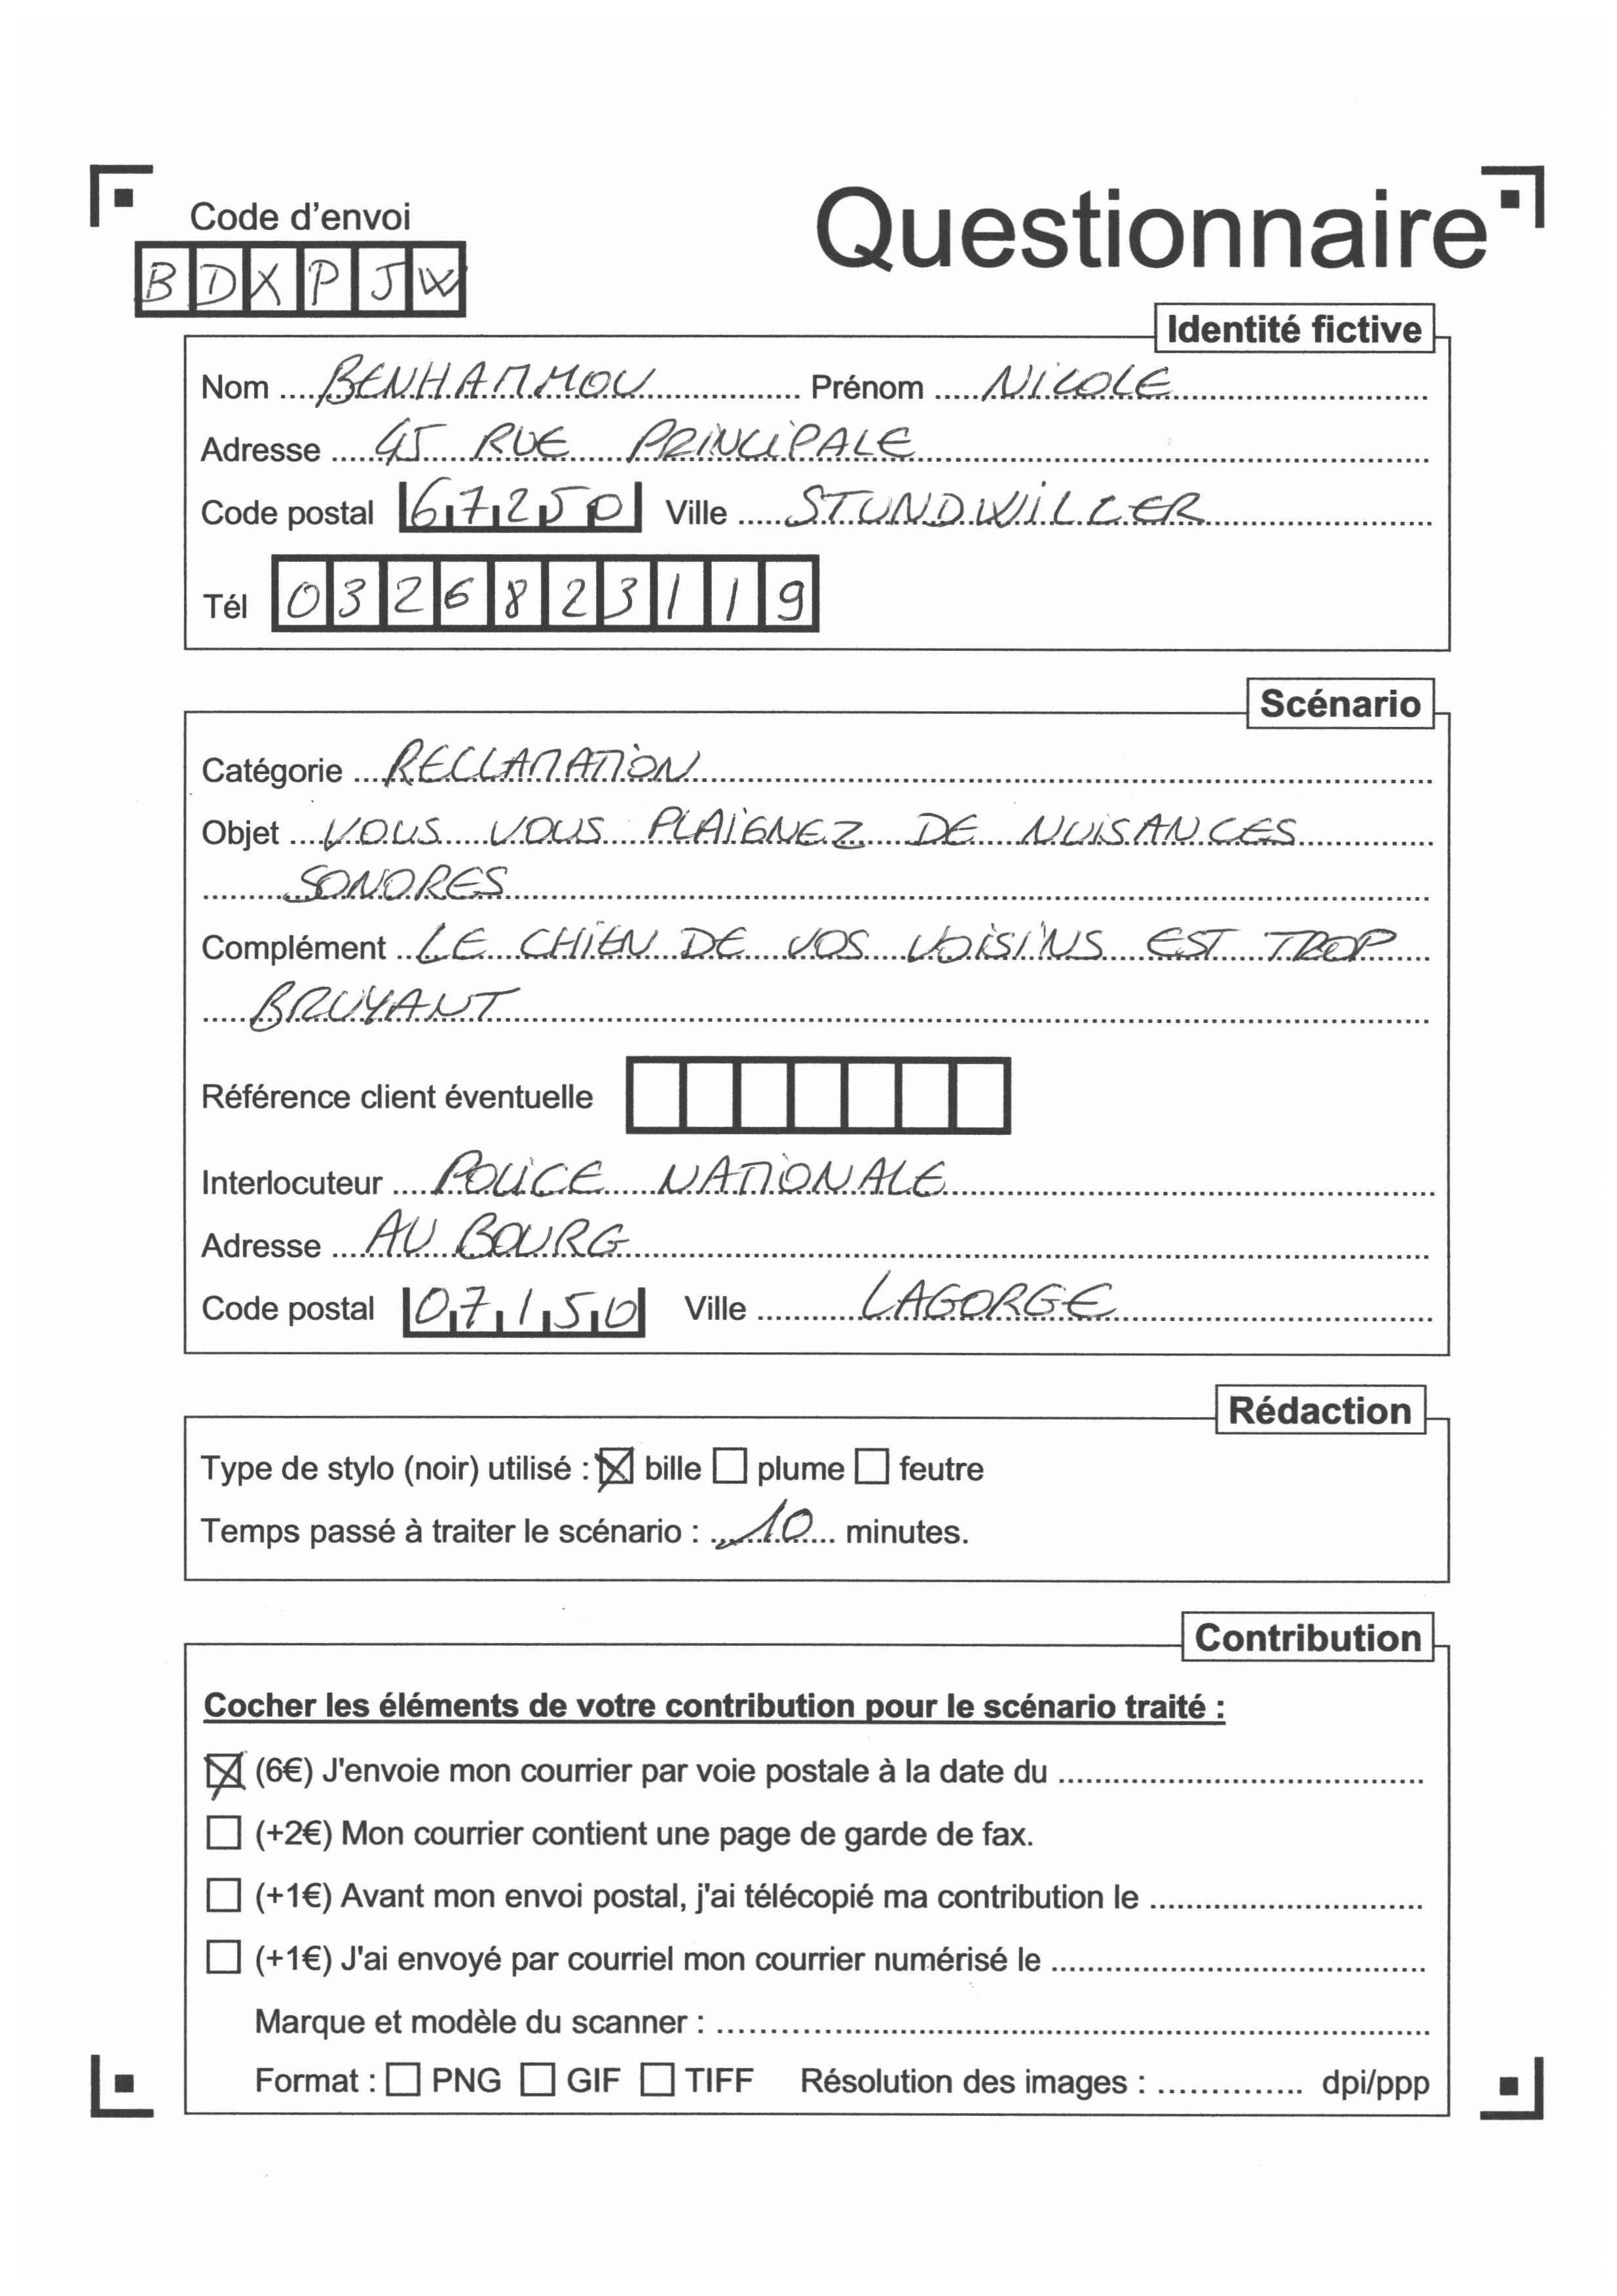 Code d'envoi
Questionnaire
BDXPJW
Identité fictive
Nom BENHAMMOU Prénom NICOLE
Adresse 45 RUE PRINCIPALE
Code postal 67250 Ville STUNDWILLER
Tél 0326823119
Scénario
Catégorie RECLAMATION
Objet VOUS VOUS PLAIGNEZ DE NUISANCES
SONORES
Complément LE CHIEN DE VOS VOISINS EST TROP
BRUYANT
Référence client éventuelle
Interlocuteur POLICE NATIONALE
Adresse AU BOURG
Code postal 07150 Ville LAGORGE
Rédaction
Type de stylo (noir) utilisé : ☒ bille ☐ plume ☐ feutre
Temps passé à traiter le scénario : 10 minutes.
Contribution
Cocher les éléments de votre contribution pour le scénario traité :
☒ (6€) J'envoie mon courrier par voie postale à la date du
☐ (+2€) Mon courrier contient une page de garde de fax.
☐ (+1€) Avant mon envoi postal, j'ai télécopié ma contribution le
☐ (+1€) J'ai envoyé par courriel mon courrier numérisé le
Marque et modèle du scanner :
Format : ☐ PNG ☐ GIF ☐ TIFF Résolution des images : dpi/ppp